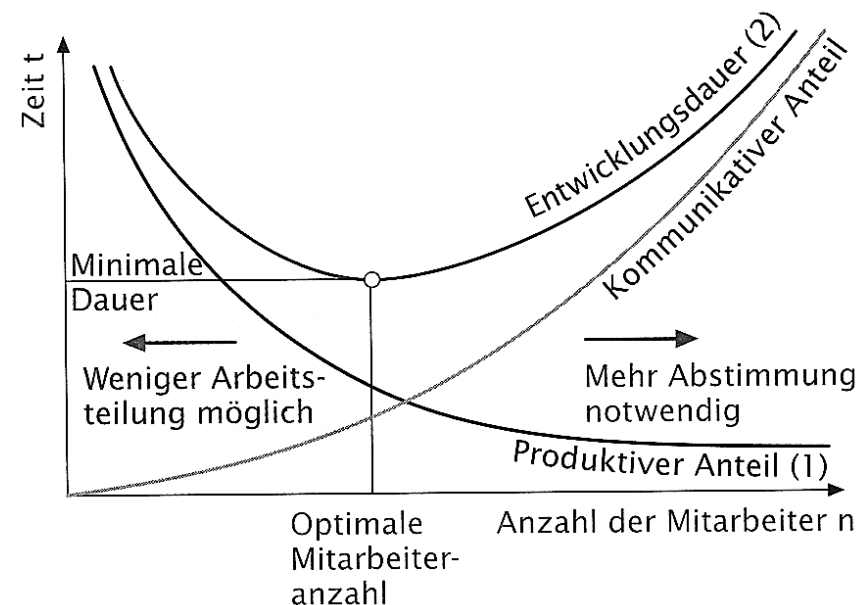 Zeit t
Entwicklungsdauer (2)
Kommunikativer Anteil
Minimale
Dauer
Weniger Arbeits-
teilung möglich
Mehr Abstimmung
notwendig
Produktiver Anteil (1)
Optimale
Mitarbeiter-
anzahl
Anzahl der Mitarbeiter n